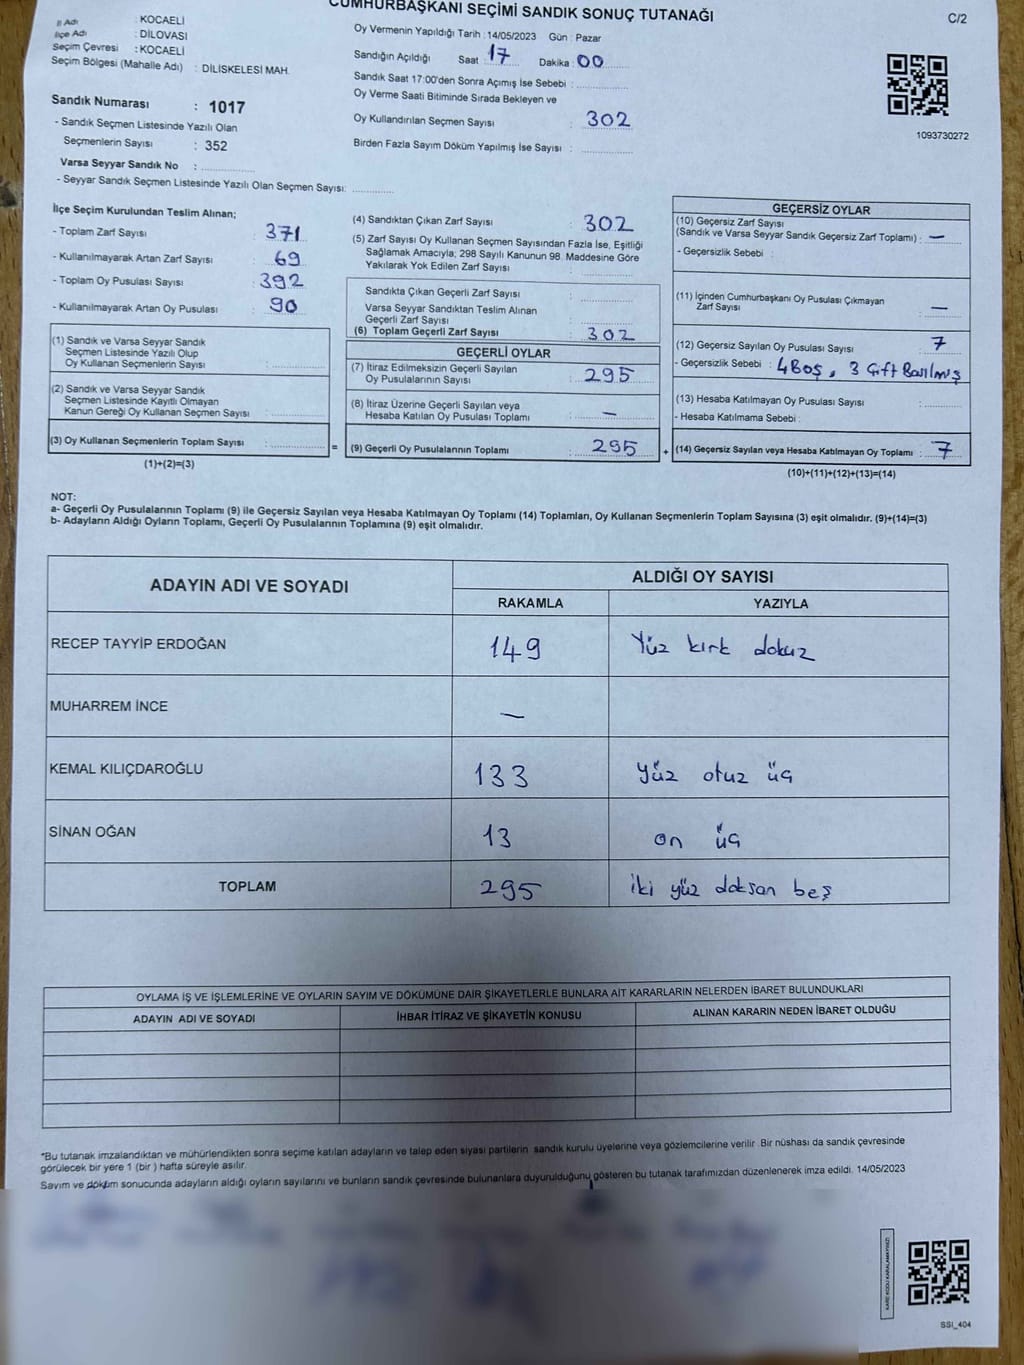 CUMHURBAŞKANI SEÇİMİ SANDIK SONUÇ TUTANAĞI
C/2
İl Adı : KOCAELİ
İlçe Adı : DİLOVASI
Seçim Çevresi : KOCAELİ
Seçim Bölgesi (Mahalle Adı) : DİLİSKELESİ MAH.
Sandık Numarası : 1017
- Sandık Seçmen Listesinde Yazılı Olan
Seçmenlerin Sayısı : 352
Varsa Seyyar Sandık No :
- Seyyar Sandık Seçmen Listesinde Yazılı Olan Seçmen Sayısı:
Oy Vermenin Yapıldığı Tarih : 14/05/2023 Gün : Pazar
Sandığın Açıldığı Saat 17 Dakika : 00
Sandık Saat 17:00'den Sonra Açımış İse Sebebi :
Oy Verme Saati Bitiminde Sırada Bekleyen ve
Oy Kullandırılan Seçmen Sayısı : 302
Birden Fazla Sayım Döküm Yapılmış İse Sayısı :
1093730272
İlçe Seçim Kurulundan Teslim Alınan;
- Toplam Zarf Sayısı : 371
- Kullanılmayarak Artan Zarf Sayısı : 69
- Toplam Oy Pusulası Sayısı : 392
- Kullanılmayarak Artan Oy Pusulası : 90
(1) Sandık ve Varsa Seyyar Sandık
Seçmen Listesinde Yazılı Olup
Oy Kullanan Seçmenlerin Sayısı :
(2) Sandık ve Varsa Seyyar Sandık
Seçmen Listesinde Kayıtlı Olmayan
Kanun Gereği Oy Kullanan Seçmen Sayısı :
(3) Oy Kullanan Seçmenlerin Toplam Sayısı : =
(1)+(2)=(3)
(4) Sandıktan Çıkan Zarf Sayısı : 302
(5) Zarf Sayısı Oy Kullanan Seçmen Sayısından Fazla İse, Eşitliği
Sağlamak Amacıyla; 298 Sayılı Kanunun 98. Maddesine Göre
Yakılarak Yok Edilen Zarf Sayısı :
Sandıkta Çıkan Geçerli Zarf Sayısı :
Varsa Seyyar Sandıktan Teslim Alınan
Geçerli Zarf Sayısı :
(6) Toplam Geçerli Zarf Sayısı : 302
GEÇERLİ OYLAR
(7) İtiraz Edilmeksizin Geçerli Sayılan
Oy Pusulalarının Sayısı : 295
(8) İtiraz Üzerine Geçerli Sayılan veya
Hesaba Katılan Oy Pusulası Toplamı : —
(9) Geçerli Oy Pusulalarının Toplamı : 295 +
GEÇERSİZ OYLAR
(10) Geçersiz Zarf Sayısı
(Sandık ve Varsa Seyyar Sandık Geçersiz Zarf Toplamı) : —
- Geçersizlik Sebebi :
(11) İçinden Cumhurbaşkanı Oy Pusulası Çıkmayan
Zarf Sayısı : —
(12) Geçersiz Sayılan Oy Pusulası Sayısı : 7
- Geçersizlik Sebebi : 4 Boş, 3 Çift Basılmış
(13) Hesaba Katılmayan Oy Pusulası Sayısı :
- Hesaba Katılmama Sebebi :
(14) Geçersiz Sayılan veya Hesaba Katılmayan Oy Toplamı : 7
(10)+(11)+(12)+(13)=(14)
NOT:
a- Geçerli Oy Pusulalarının Toplamı (9) ile Geçersiz Sayılan veya Hesaba Katılmayan Oy Toplamı (14) Toplamları, Oy Kullanan Seçmenlerin Toplam Sayısına (3) eşit olmalıdır. (9)+(14)=(3)
b- Adayların Aldığı Oyların Toplamı, Geçerli Oy Pusulalarının Toplamına (9) eşit olmalıdır.
ADAYIN ADI VE SOYADI
ALDIĞI OY SAYISI
RAKAMLA YAZIYLA
RECEP TAYYİP ERDOĞAN 149 Yüz kırk dokuz
MUHARREM İNCE —
KEMAL KILIÇDAROĞLU 133 yüz otuz üç
SİNAN OĞAN 13 on üç
TOPLAM 295 iki yüz doksan beş
OYLAMA İŞ VE İŞLEMLERİNE VE OYLARIN SAYIM VE DÖKÜMÜNE DAİR ŞİKAYETLERLE BUNLARA AİT KARARLARIN NELERDEN İBARET BULUNDUKLARI
ADAYIN ADI VE SOYADI İHBAR İTİRAZ VE ŞİKAYETİN KONUSU ALINAN KARARIN NEDEN İBARET OLDUĞU
*Bu tutanak imzalandıktan ve mühürlendikten sonra seçime katılan adayların ve talep eden siyasi partilerin sandık kurulu üyelerine veya gözlemcilerine verilir. Bir nüshası da sandık çevresinde
görülecek bir yere 1 (bir) hafta süreyle asılır.
Sayım ve döküm sonucunda adayların aldığı oyların sayılarını ve bunların sandık çevresinde bulunanlara duyurulduğunu gösteren bu tutanak tarafımızdan düzenlenerek imza edildi. 14/05/2023
KARE KODU KARALAMAYINIZ!
SSI_404